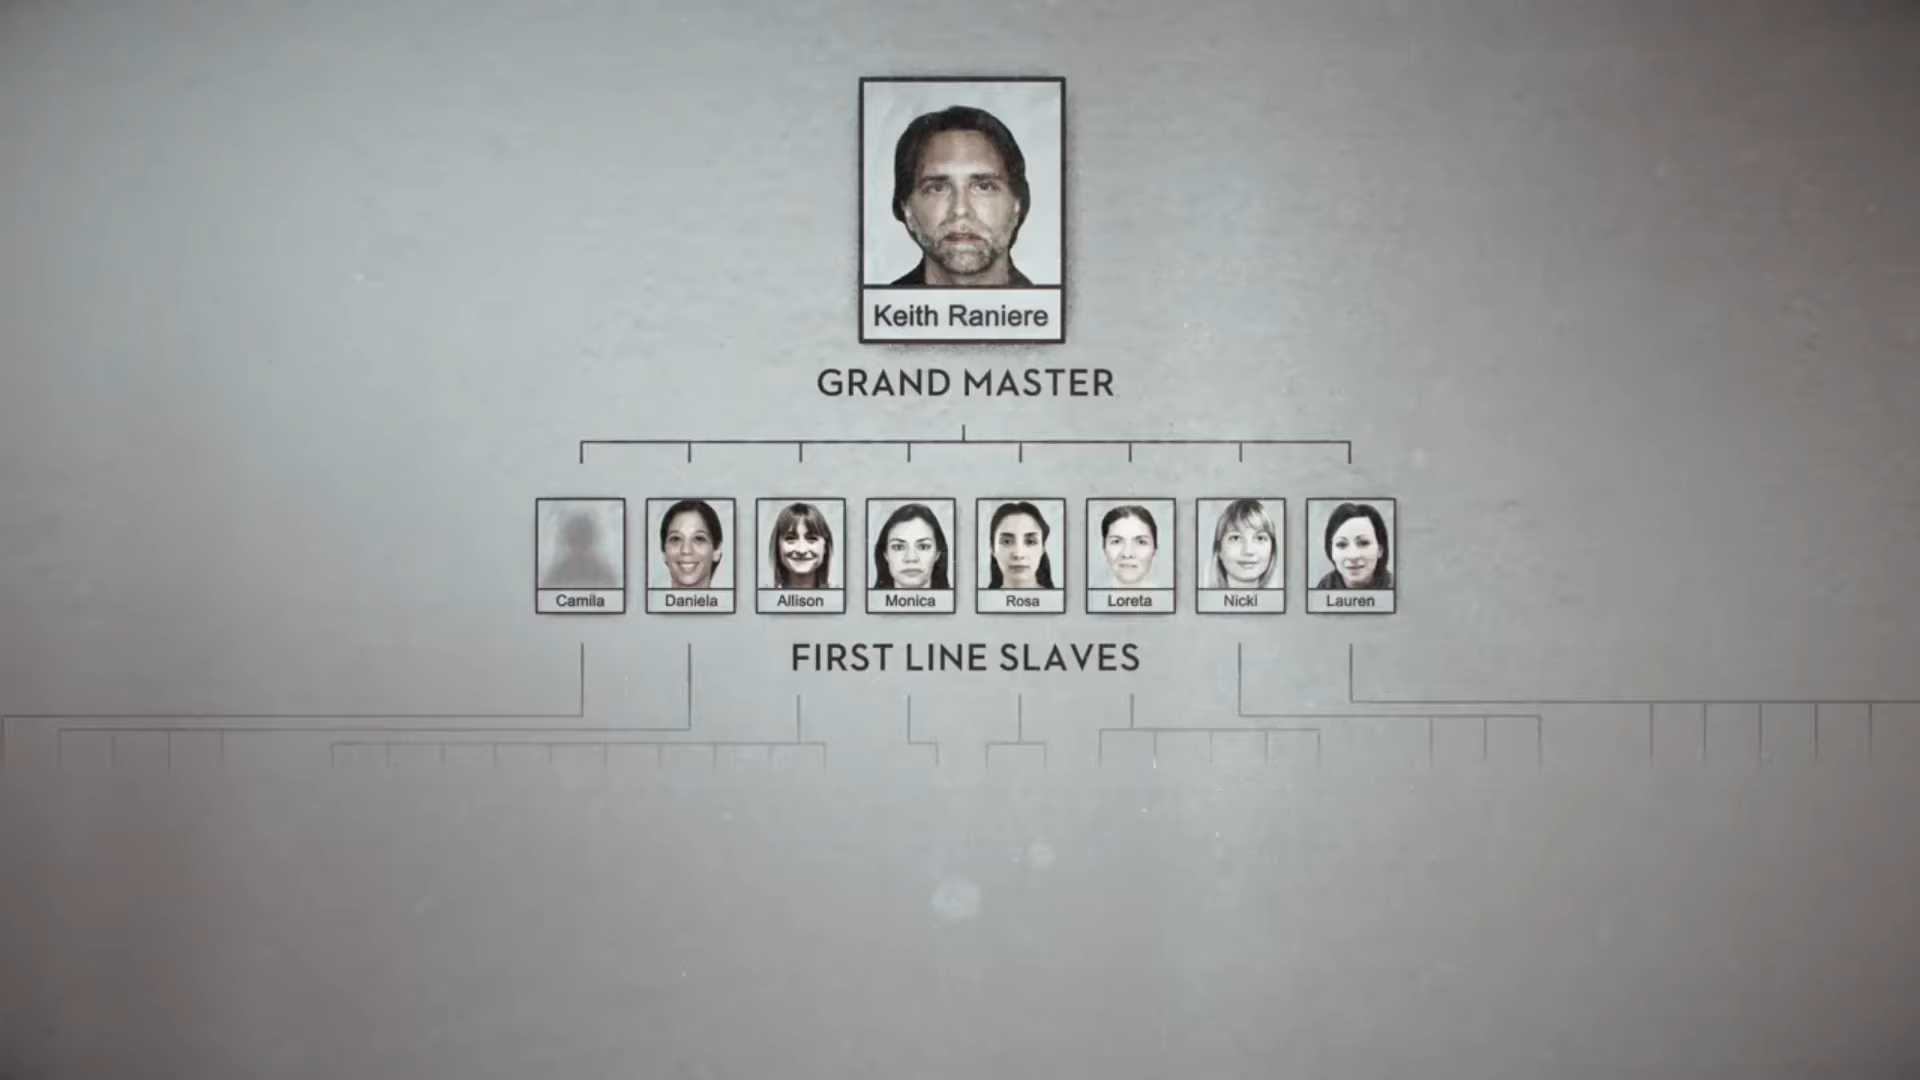 Keith Raniere
GRAND MASTER
Camila
Daniela
Allison
Monica
Rosa
Loreta
Nicki
Lauren
FIRST LINE SLAVES